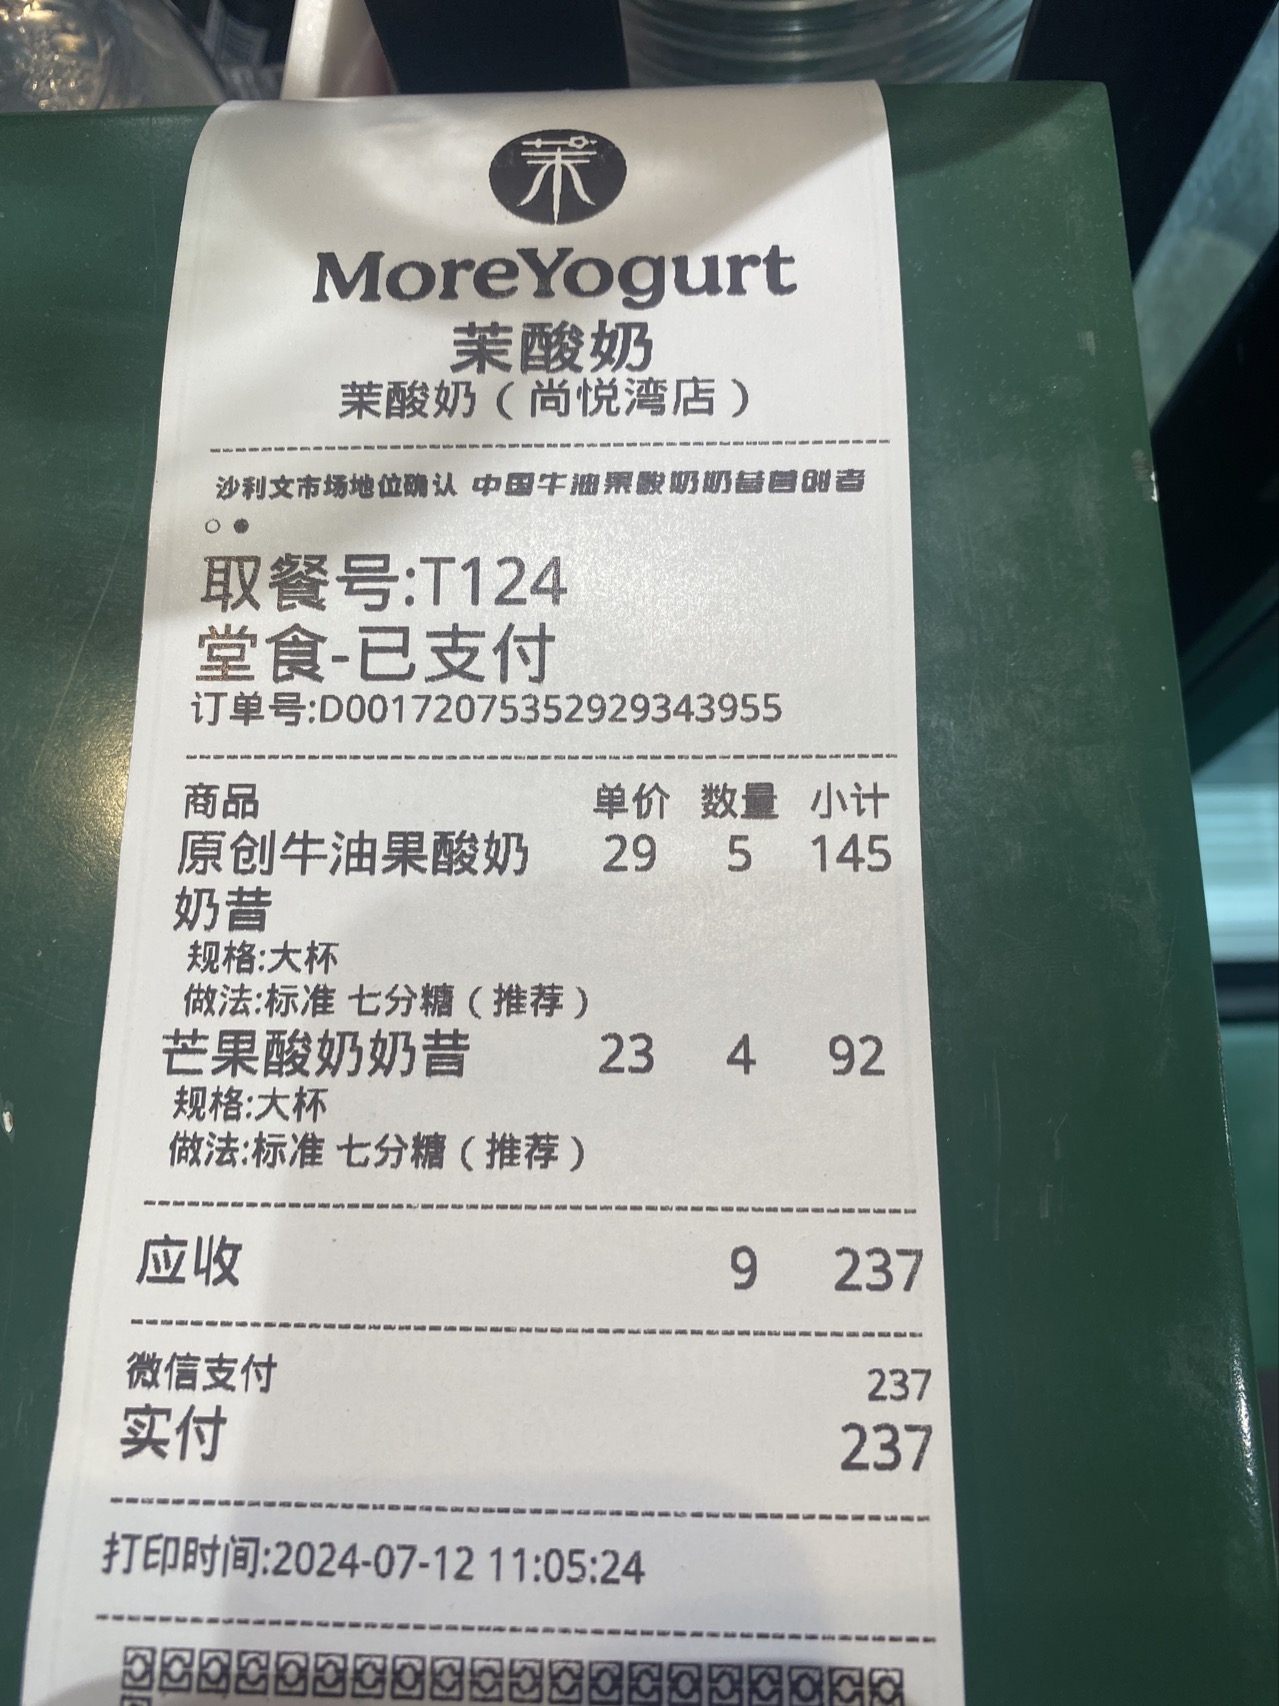 茉
MoreYogurt
茉酸奶
茉酸奶（尚悦湾店）
沙利文市场地位确认 中国牛油果酸奶奶昔首创者
取餐号:T124
堂食-已支付
订单号:D00172075352929343955
商品 单价 数量 小计
原创牛油果酸奶 29 5 145
奶昔
规格:大杯
做法:标准 七分糖（推荐）
芒果酸奶奶昔 23 4 92
规格:大杯
做法:标准 七分糖（推荐）
应收 9 237
微信支付 237
实付 237
打印时间:2024-07-12 11:05:24